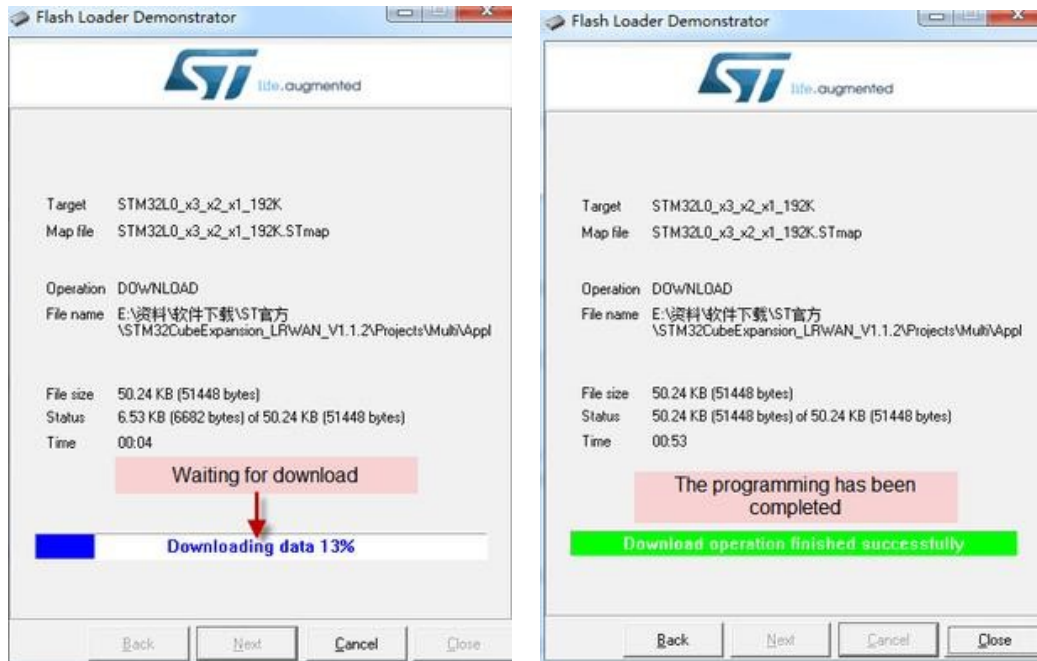 Flash Loader Demonstrator
ST
life.augmented
Target STM32L0_x3_x2_x1_192K
Map file STM32L0_x3_x2_x1_192K.STmap
Operation DOWNLOAD
File name E:\资料\软件下载\ST官方
\STM32CubeExpansion_LRWAN_V1.1.2\Projects\Multi\Appl
File size 50.24 KB (51448 bytes)
Status 6.53 KB (6682 bytes) of 50.24 KB (51448 bytes)
Time 00:04
Waiting for download
Downloading data 13%
Back Next Cancel Close
Flash Loader Demonstrator
ST
life.augmented
Target STM32L0_x3_x2_x1_192K
Map file STM32L0_x3_x2_x1_192K.STmap
Operation DOWNLOAD
File name E:\资料\软件下载\ST官方
\STM32CubeExpansion_LRWAN_V1.1.2\Projects\Multi\Appl
File size 50.24 KB (51448 bytes)
Status 50.24 KB (51448 bytes) of 50.24 KB (51448 bytes)
Time 00:53
The programming has been
completed
Download operation finished successfully
Back Next Cancel Close